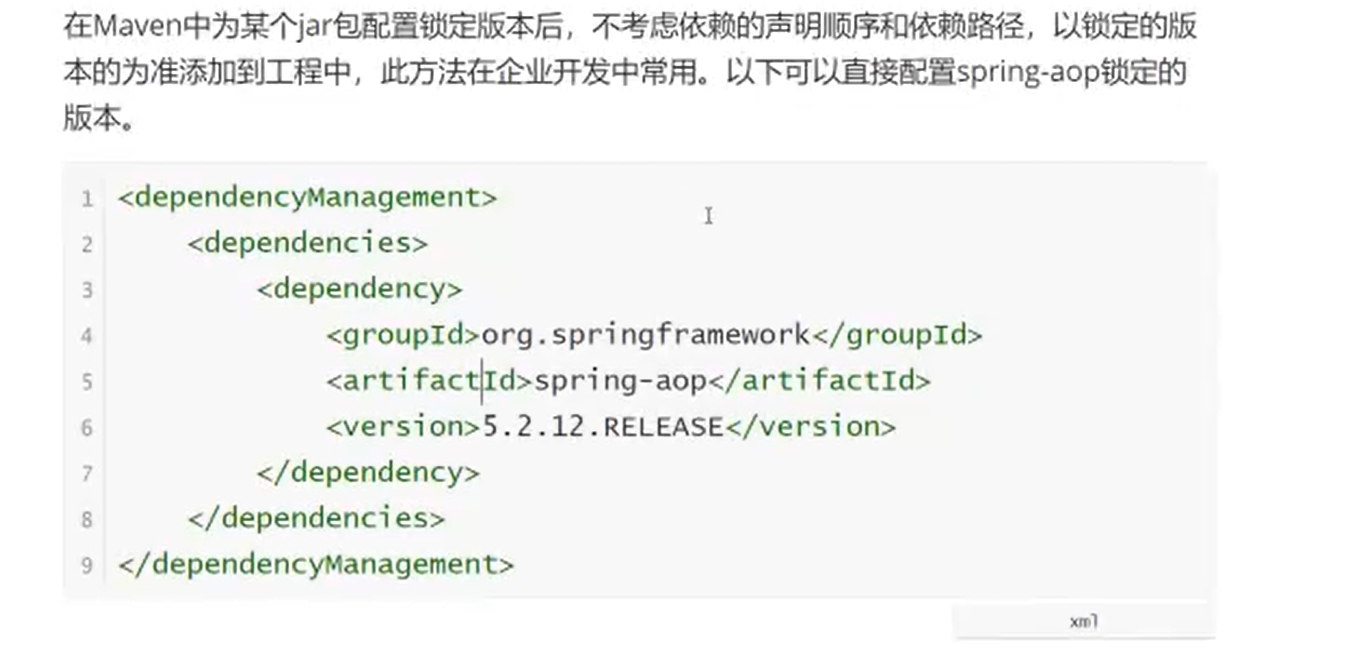 在Maven中为某个jar包配置锁定版本后，不考虑依赖的声明顺序和依赖路径，以锁定的版
本的为准添加到工程中，此方法在企业开发中常用。以下可以直接配置spring-aop锁定的
版本。
1 <dependencyManagement>
2     <dependencies>
3         <dependency>
4             <groupId>org.springframework</groupId>
5             <artifactId>spring-aop</artifactId>
6             <version>5.2.12.RELEASE</version>
7         </dependency>
8     </dependencies>
9 </dependencyManagement>
xml